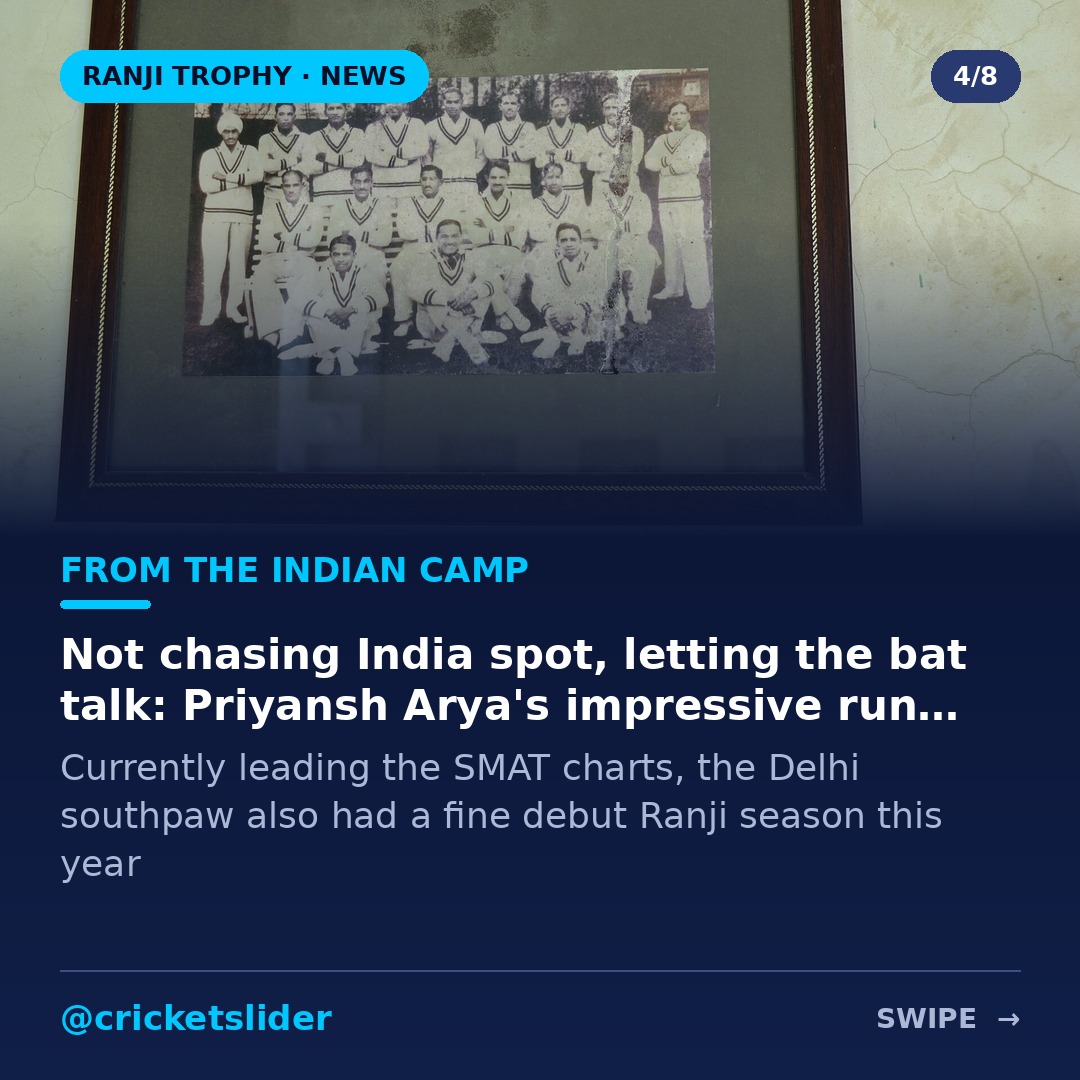 RANJI TROPHY · NEWS
4/8
FROM THE INDIAN CAMP
Not chasing India spot, letting the bat
talk: Priyansh Arya's impressive run…
Currently leading the SMAT charts, the Delhi
southpaw also had a fine debut Ranji season this
year
@cricketslider
SWIPE →